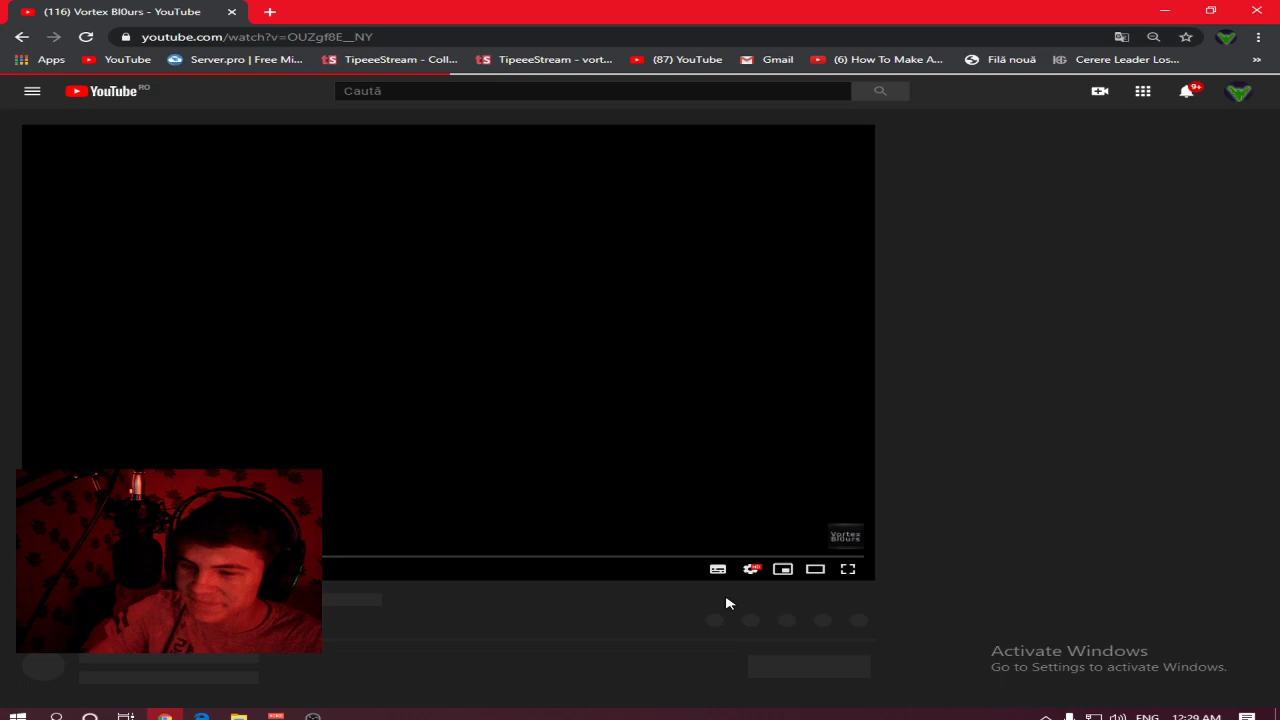 (116) Vortex Bl0urs - YouTube
youtube.com/watch?v=OUZgf8E__NY
Apps
YouTube
Server.pro | Free Mi...
TipeeeStream - Coll...
TipeeeStream - vort...
(87) YouTube
Gmail
(6) How To Make A...
Filă nouă
Cerere Leader Los...
»
YouTube RO
Caută
9+
Vortex
Bl0urs
HD
Activate Windows
Go to Settings to activate Windows.
ENG
12:29 AM